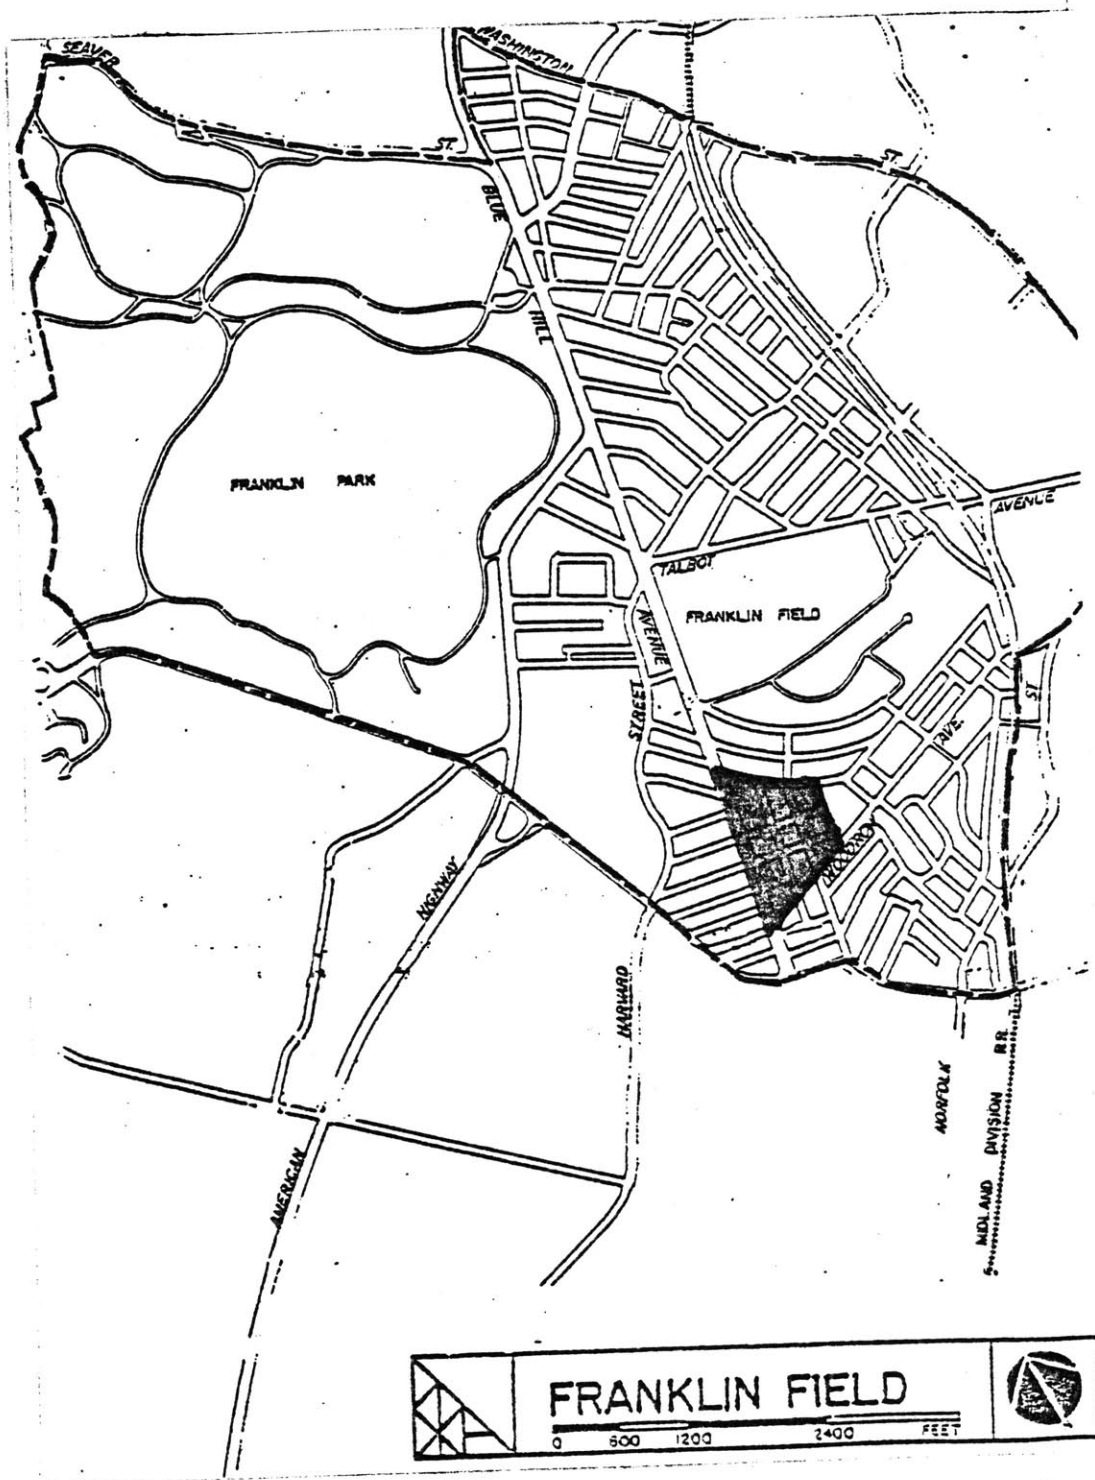 SEAVER
WASHINGTON
ST.
ST.
BLUE
HILL
FRANKLIN PARK
AVENUE
TALBOT
FRANKLIN FIELD
AVENUE
STREET
ST
AVE.
WOODROW
HIGHWAY
HARVARD
NORFOLK
MIDLAND DIVISION R.R.
AMERICAN
FRANKLIN FIELD
0 600 1200 2400 FEET